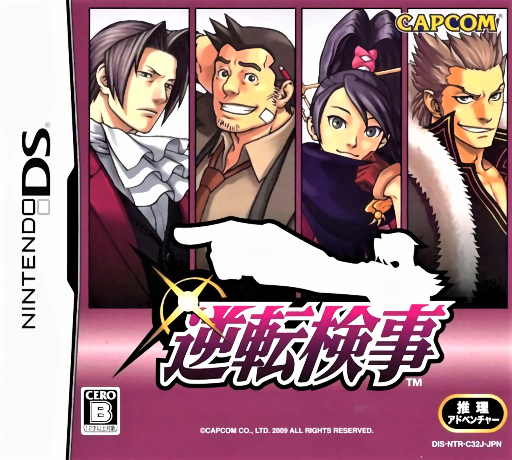 CAPCOM
NINTENDO DS
逆転検事
TM
CERO
B
12才以上対象
推理
アドベンチャー
©CAPCOM CO., LTD. 2009 ALL RIGHTS RESERVED.
DIS-NTR-C32J-JPN